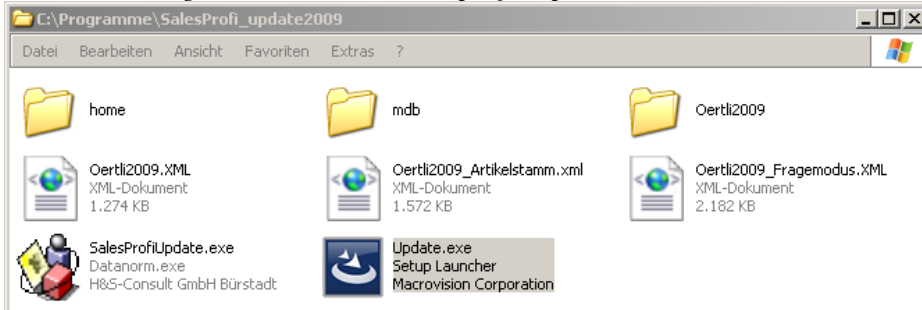 C:\Programme\SalesProfi_update2009
Datei Bearbeiten Ansicht Favoriten Extras ?
home
mdb
Oertli2009
Oertli2009.XML
XML-Dokument
1.274 KB
Oertli2009_Artikelstamm.xml
XML-Dokument
1.572 KB
Oertli2009_Fragemodus.XML
XML-Dokument
2.182 KB
SalesProfiUpdate.exe
Datanorm.exe
H&S-Consult GmbH Bürstadt
Update.exe
Setup Launcher
Macrovision Corporation